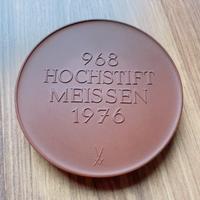 968
HOCHSTIFT
MEISSEN
1976